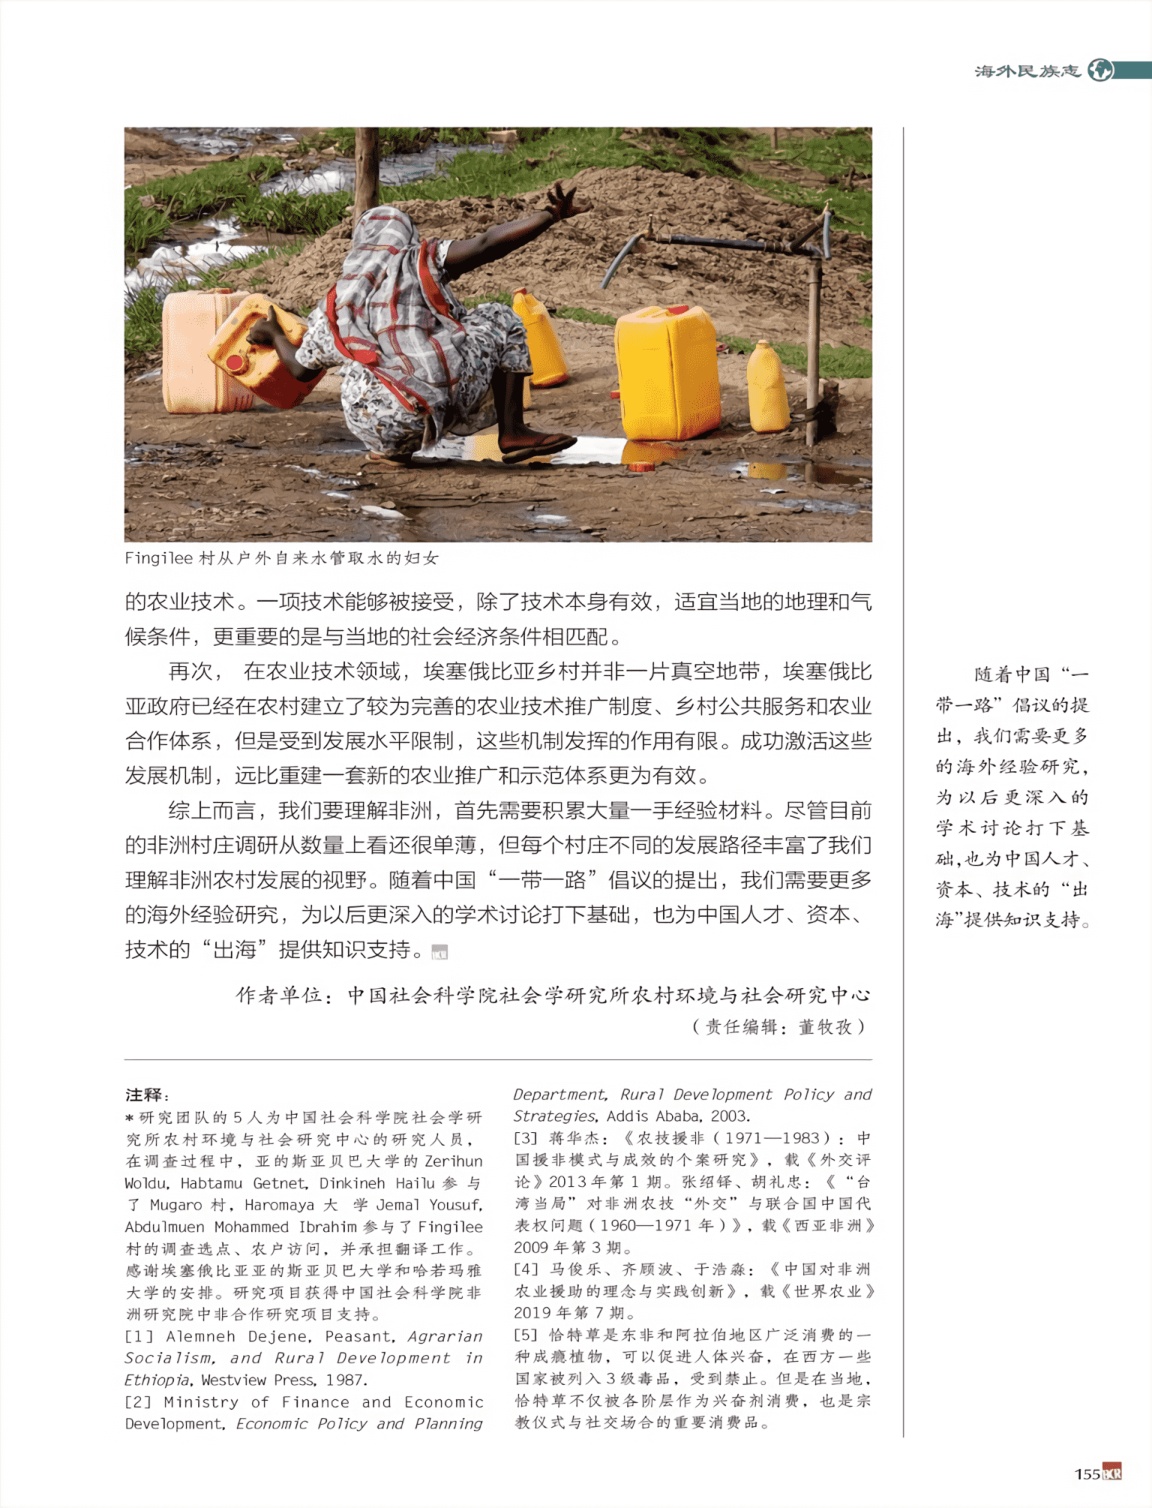 海外民族志
Fingilee 村从户外自来水管取水的妇女
的农业技术。一项技术能够被接受，除了技术本身有效，适宜当地的地理和气
候条件，更重要的是与当地的社会经济条件相匹配。
再次， 在农业技术领域，埃塞俄比亚乡村并非一片真空地带，埃塞俄比
亚政府已经在农村建立了较为完善的农业技术推广制度、乡村公共服务和农业
合作体系，但是受到发展水平限制，这些机制发挥的作用有限。成功激活这些
发展机制，远比重建一套新的农业推广和示范体系更为有效。
综上而言，我们要理解非洲，首先需要积累大量一手经验材料。尽管目前
的非洲村庄调研从数量上看还很单薄，但每个村庄不同的发展路径丰富了我们
理解非洲农村发展的视野。随着中国“一带一路”倡议的提出，我们需要更多
的海外经验研究，为以后更深入的学术讨论打下基础，也为中国人才、资本、
技术的“出海”提供知识支持。
作者单位：中国社会科学院社会学研究所农村环境与社会研究中心
（责任编辑：董牧孜）
随着中国“一
带一路”倡议的提
出，我们需要更多
的海外经验研究，
为以后更深入的
学术讨论打下基
础,也为中国人才、
资本、技术的“出
海”提供知识支持。
注释：
* 研究团队的 5 人为中国社会科学院社会学研
究所农村环境与社会研究中心的研究人员，
在调查过程中，亚的斯亚贝巴大学的 Zerihun
Woldu, Habtamu Getnet, Dinkineh Hailu 参 与
了 Mugaro 村，Haromaya 大 学 Jemal Yousuf,
Abdulmuen Mohammed Ibrahim 参与了 Fingilee
村的调查选点、农户访问，并承担翻译工作。
感谢埃塞俄比亚亚的斯亚贝巴大学和哈若玛雅
大学的安排。研究项目获得中国社会科学院非
洲研究院中非合作研究项目支持。
[1] Alemneh Dejene, Peasant, Agrarian
Socialism, and Rural Development in
Ethiopia, Westview Press, 1987.
[2] Ministry of Finance and Economic
Development, Economic Policy and Planning
Department, Rural Development Policy and
Strategies, Addis Ababa, 2003.
[3] 蒋华杰：《农技援非（1971—1983）：中
国援非模式与成效的个案研究》，载《外交评
论》2013 年第 1 期。张绍铎、胡礼忠：《“台
湾当局”对非洲农技“外交”与联合国中国代
表权问题（1960—1971 年）》，载《西亚非洲》
2009 年第 3 期。
[4] 马俊乐、齐顾波、于浩淼：《中国对非洲
农业援助的理念与实践创新》，载《世界农业》
2019 年第 7 期。
[5] 恰特草是东非和阿拉伯地区广泛消费的一
种成瘾植物，可以促进人体兴奋，在西方一些
国家被列入 3 级毒品，受到禁止。但是在当地，
恰特草不仅被各阶层作为兴奋剂消费，也是宗
教仪式与社交场合的重要消费品。
155